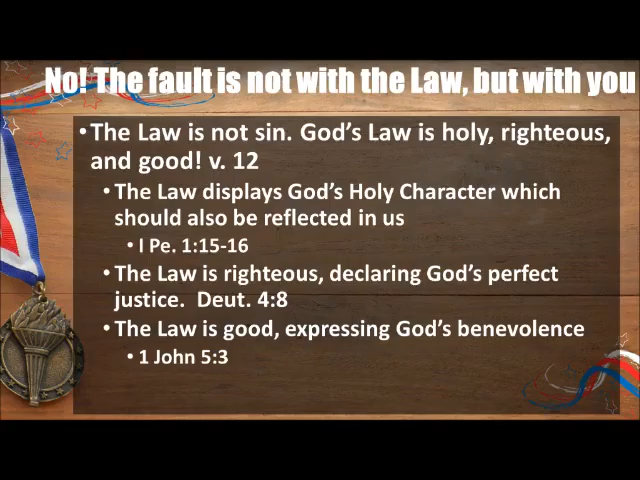 No! The fault is not with the Law, but with you
•The Law is not sin. God’s Law is holy, righteous,
and good! v. 12
• The Law displays God’s Holy Character which
should also be reflected in us
• I Pe. 1:15-16
• The Law is righteous, declaring God’s perfect
justice.  Deut. 4:8
• The Law is good, expressing God’s benevolence
• 1 John 5:3